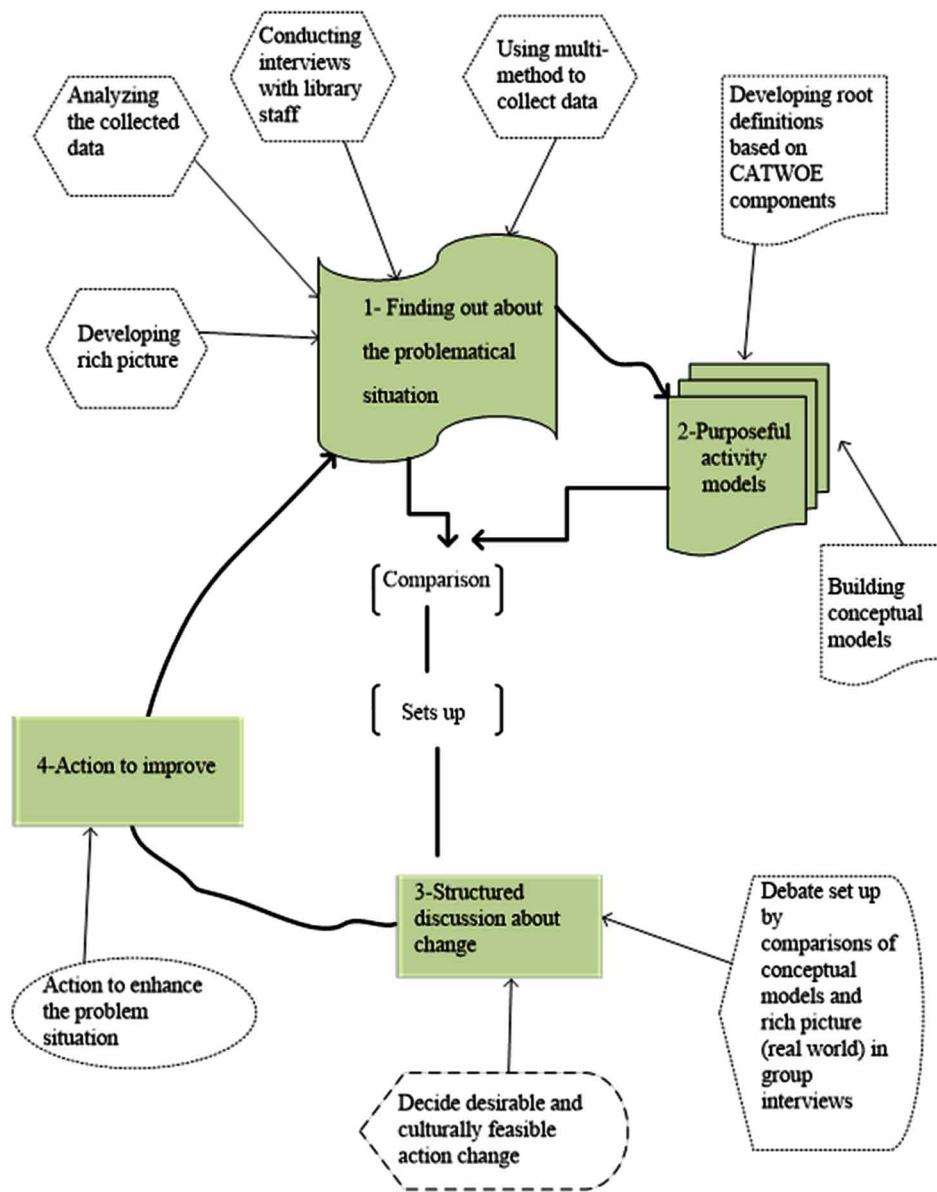 Conducting
interviews
with library
staff
Using multi-
method to
collect data
Analyzing
the collected
data
Developing root
definitions
based on
CATWOE
components
Developing
rich picture
1- Finding out about
the problematical
situation
2-Purposeful
activity
models
Building
conceptual
models
Comparison
Sets up
4-Action to improve
3-Structured
discussion about
change
Action to enhance
the problem
situation
Debate set up
by
comparisons of
conceptual
models and
rich picture
(real world) in
group
interviews
Decide desirable and
culturally feasible
action change